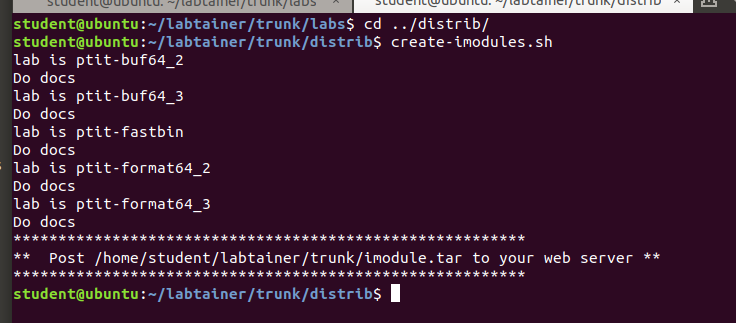 student@ubuntu: ~/labtainer/trunk/labs × student@ubuntu: ~/labtainer/trunk/distrib ×
student@ubuntu:~/labtainer/trunk/labs$ cd ../distrib/
student@ubuntu:~/labtainer/trunk/distrib$ create-imodules.sh
lab is ptit-buf64_2
Do docs
lab is ptit-buf64_3
Do docs
lab is ptit-fastbin
Do docs
lab is ptit-format64_2
Do docs
lab is ptit-format64_3
Do docs
*********************************************************
**  Post /home/student/labtainer/trunk/imodule.tar to your web server **
*********************************************************
student@ubuntu:~/labtainer/trunk/distrib$